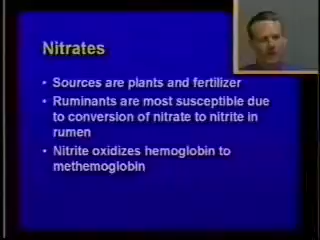 Nitrates
• Sources are plants and fertilizer
• Ruminants are most susceptible due
to conversion of nitrate to nitrite in
rumen
• Nitrite oxidizes hemoglobin to
methemoglobin